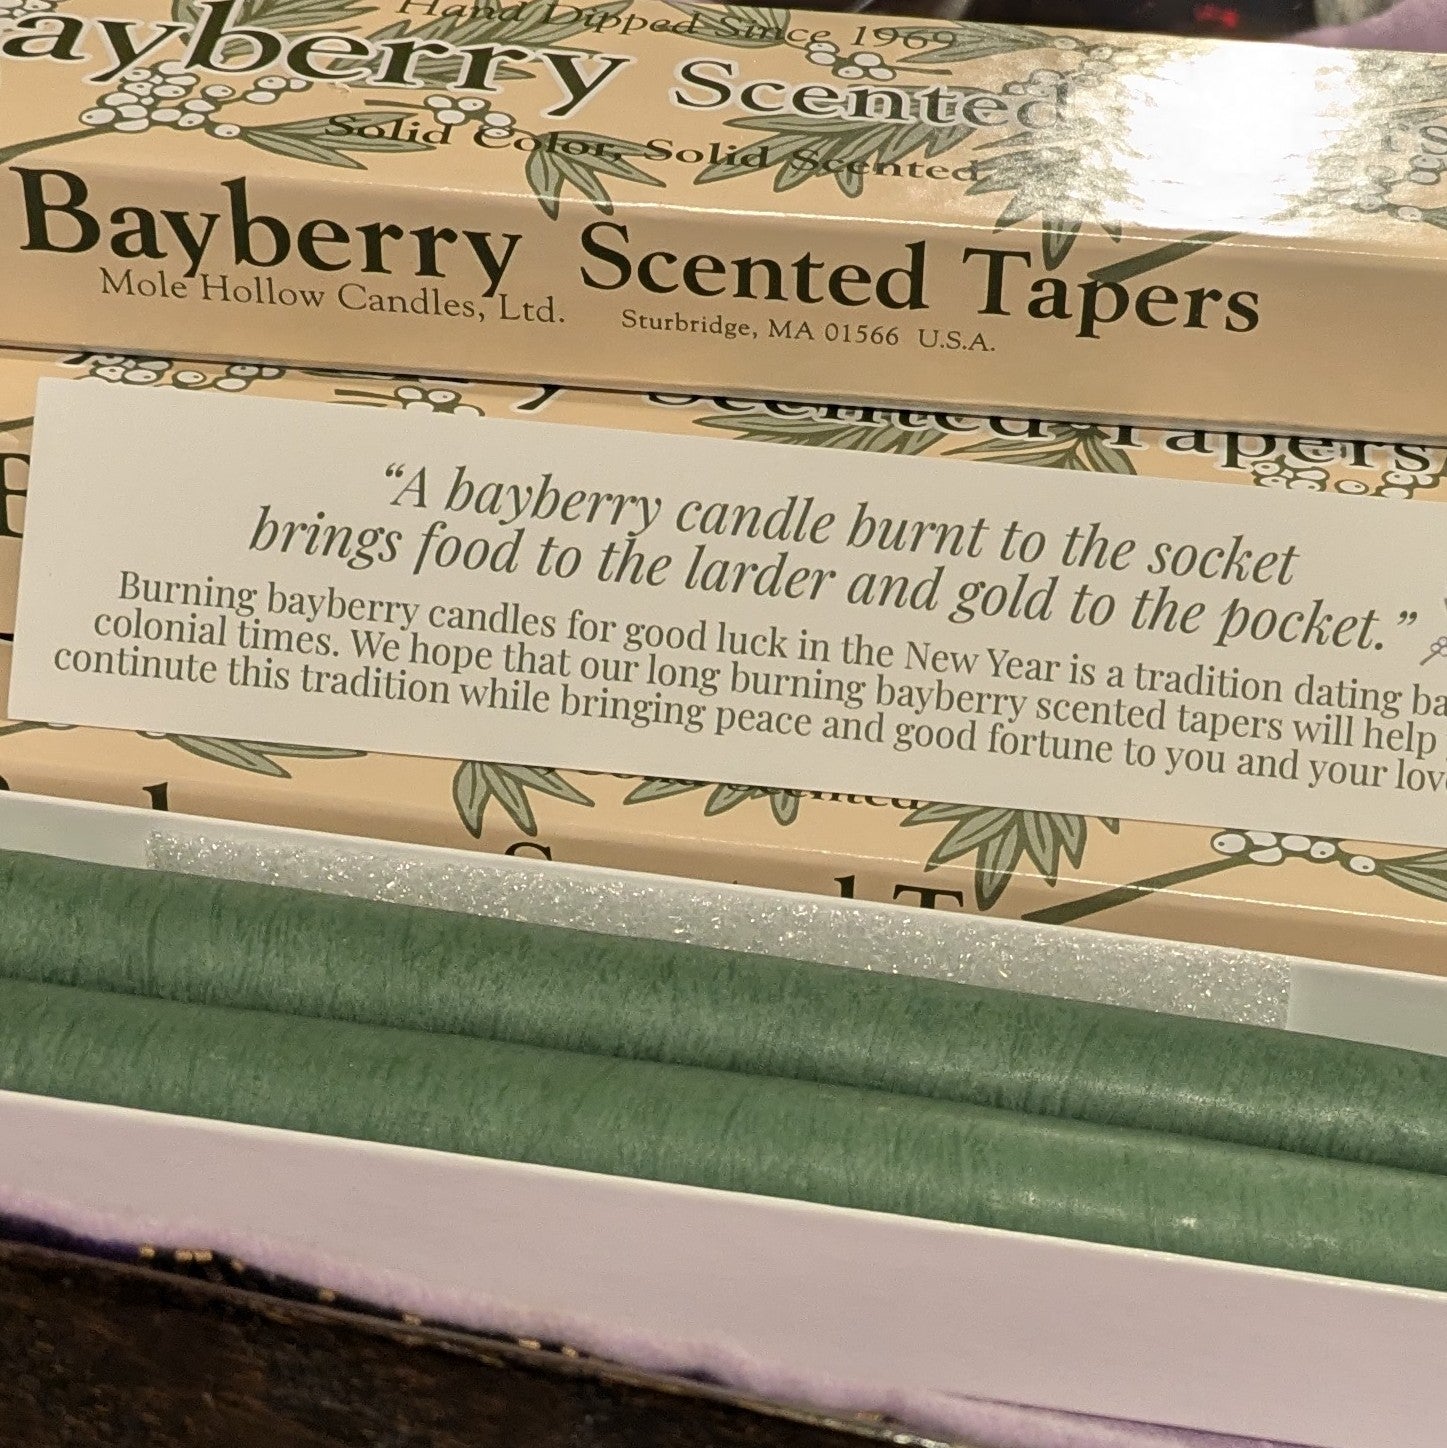 Hand Dipped Since 1969
ayberry Scented
Solid Color, Solid Scented
Bayberry Scented Tapers
Mole Hollow Candles, Ltd. Sturbridge, MA 01566 U.S.A.
Scented Tapers
“A bayberry candle burnt to the socket
brings food to the larder and gold to the pocket.”
Burning bayberry candles for good luck in the New Year is a tradition dating ba
colonial times. We hope that our long burning bayberry scented tapers will help
continute this tradition while bringing peace and good fortune to you and your lov